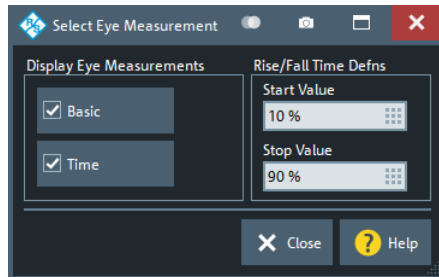 Select Eye Measurement
Display Eye Measurements
Basic
Time
Rise/Fall Time Defns
Start Value
10 %
Stop Value
90 %
Close
? Help